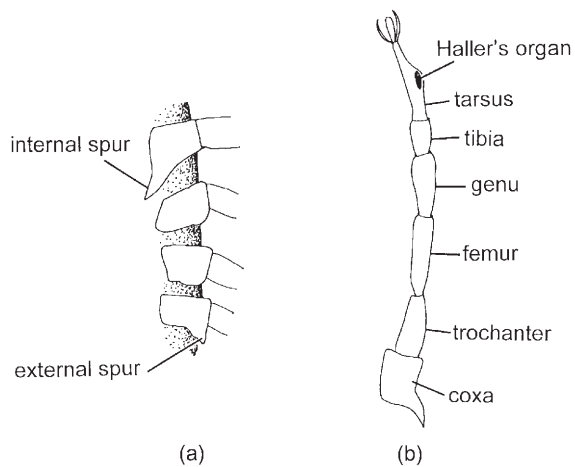 internal spur
external spur
(a)
Haller's organ
tarsus
tibia
genu
femur
trochanter
coxa
(b)